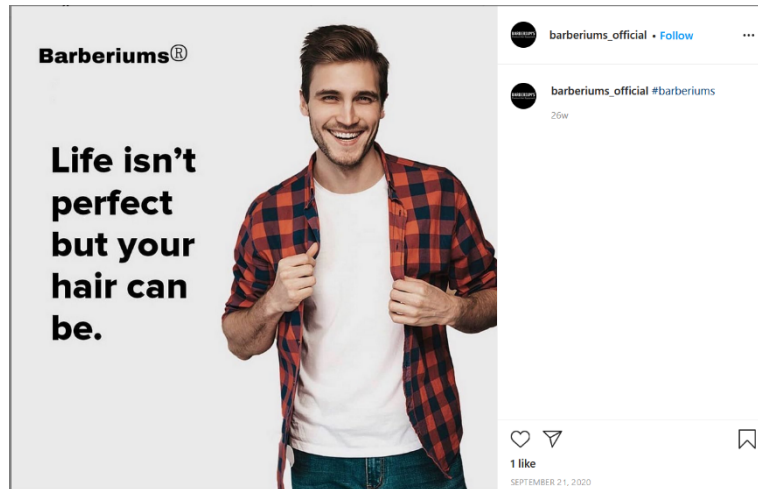 Barberiums®
Life isn't
perfect
but your
hair can
be.
barberiums_official • Follow
barberiums_official #barberiums
26w
1 like
SEPTEMBER 21, 2020